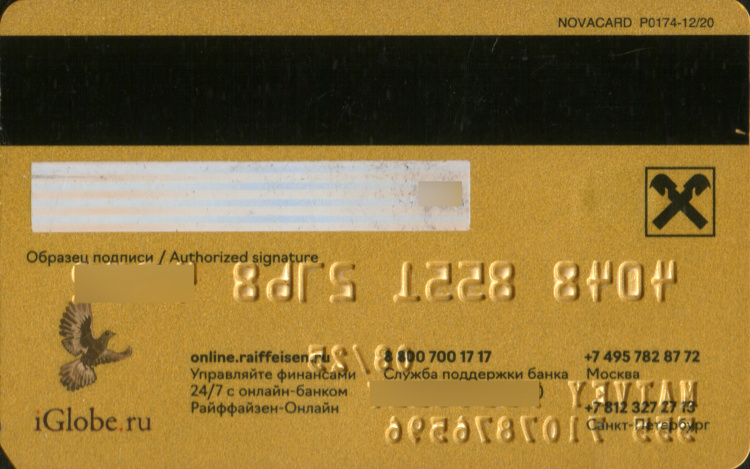 NOVACARD P0174-12/20
Образец подписи / Authorized signature
online.raiffeisen.ru
Управляйте финансами
24/7 с онлайн-банком
Райффайзен-Онлайн
8 800 700 17 17
Служба поддержки банка
+7 495 782 87 72
Москва
+7 812 327 27 13
Санкт-Петербург
iGlobe.ru